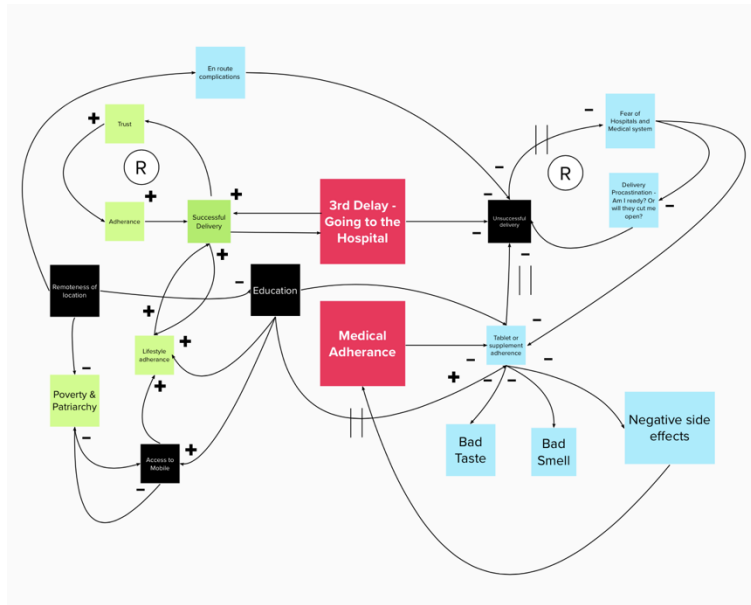 En route
complications
+
Trust
R
+
Adherance
+
Successful
Delivery
+
3rd Delay -
Going to the
Hospital
-
-
-
Unsuccessful
delivery
-
||
R
-
Fear of
Hospitals and
Medical system
Delivery
Procastination -
Am I ready? Or
will they cut me
open?
-
Remoteness of
location
-
Education
-
||
Medical
Adherance
-
Tablet or
supplement
adherence
-
-
-
-
+
+
+
Lifestyle
adherance
+
-
Poverty &
Patriarchy
-
+
Access to
Mobile
-
||
Bad
Taste
Bad
Smell
Negative side
effects